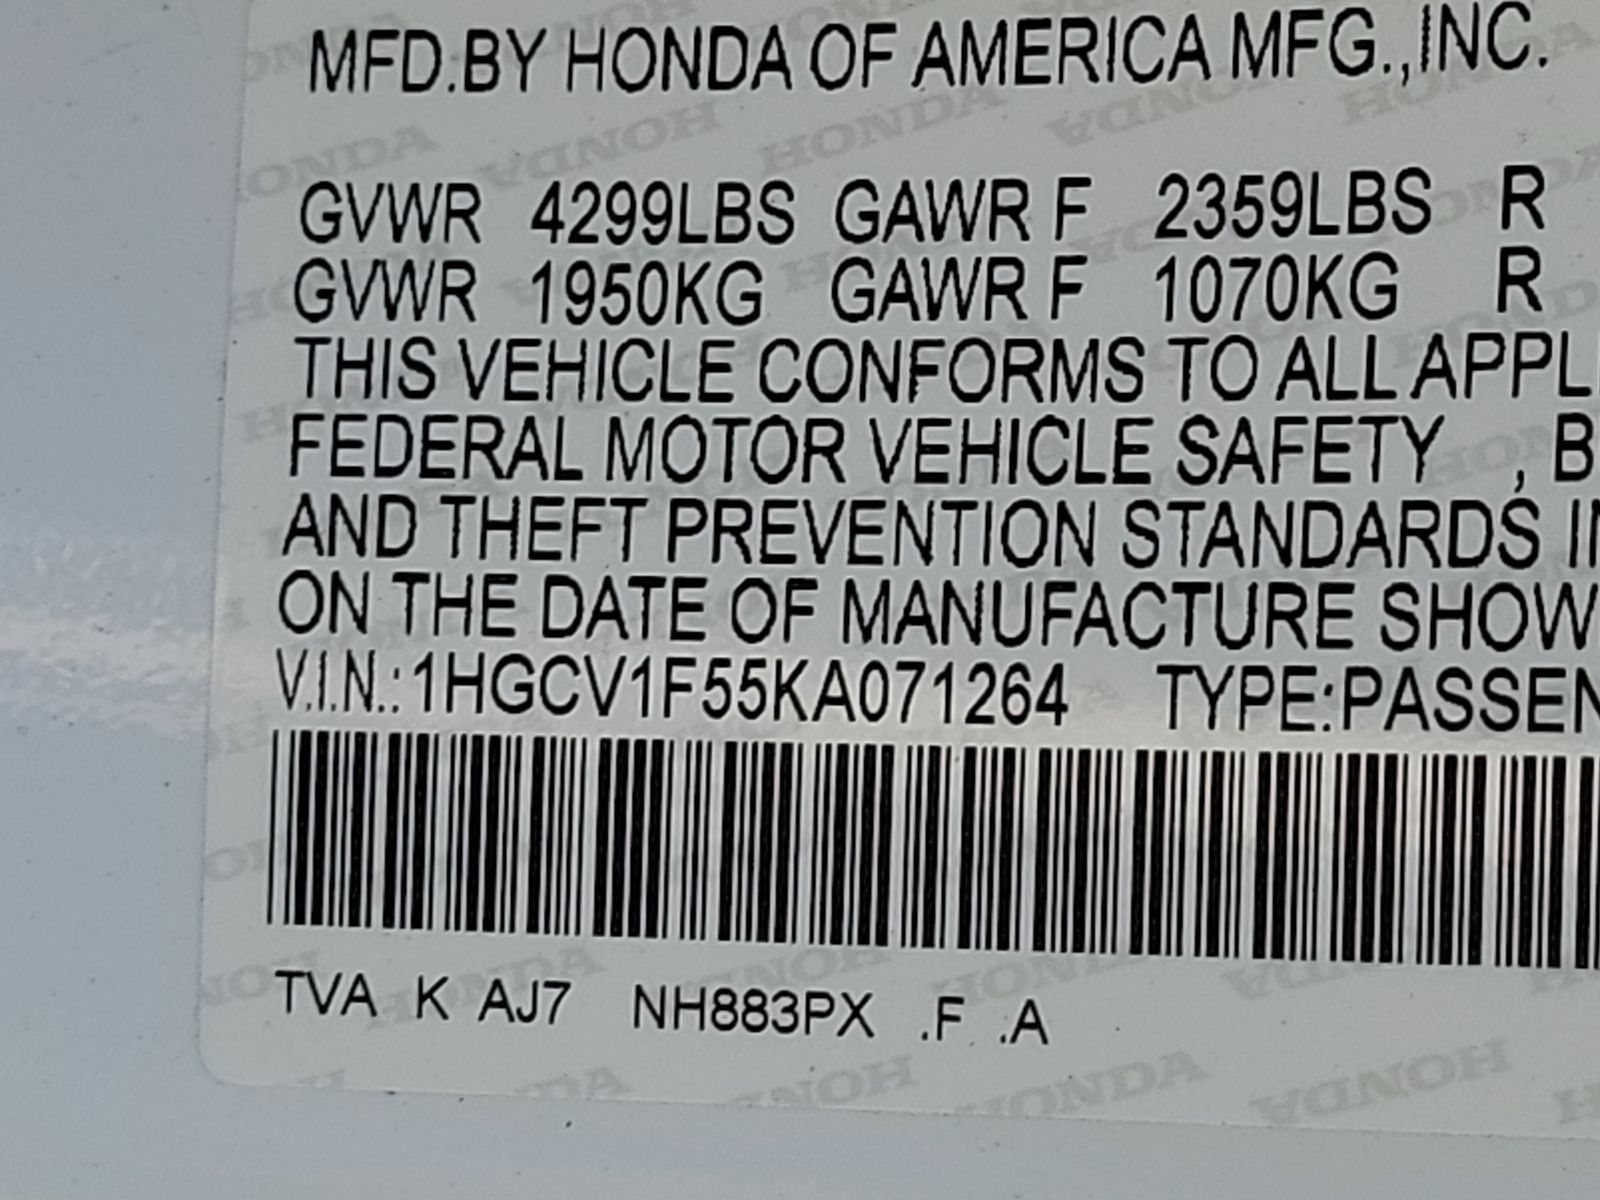 MFD.BY HONDA OF AMERICA MFG.,INC.
GVWR 4299LBS GAWR F 2359LBS R
GVWR 1950KG GAWR F 1070KG R
THIS VEHICLE CONFORMS TO ALL APPL
FEDERAL MOTOR VEHICLE SAFETY , B
AND THEFT PREVENTION STANDARDS IN
ON THE DATE OF MANUFACTURE SHOW
V.I.N.:1HGCV1F55KA071264 TYPE:PASSEN
TVA K AJ7 NH883PX .F .A